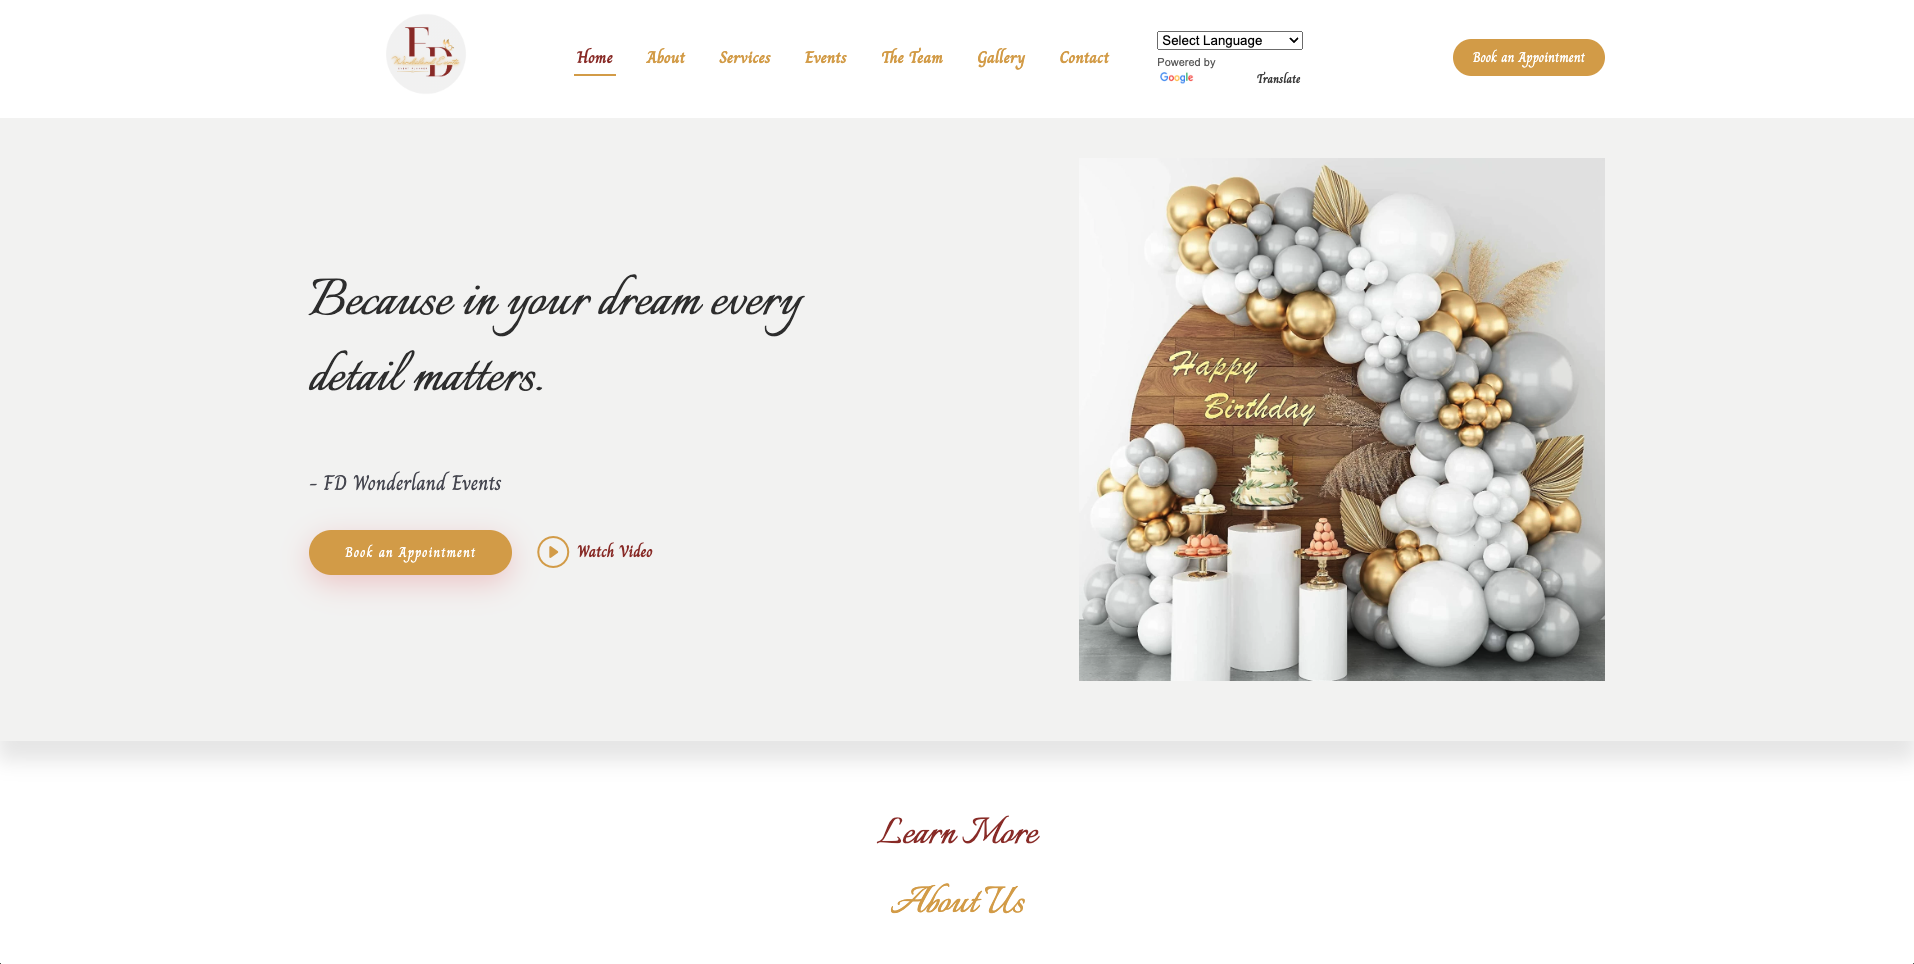 FD
Wonderland Events
Home
About
Services
Events
The Team
Gallery
Contact
Select Language
Powered by
Google
Translate
Book an Appointment
Because in your dream every
detail matters.
- FD Wonderland Events
Book an Appointment
Watch Video
Happy
Birthday
Learn More
About Us